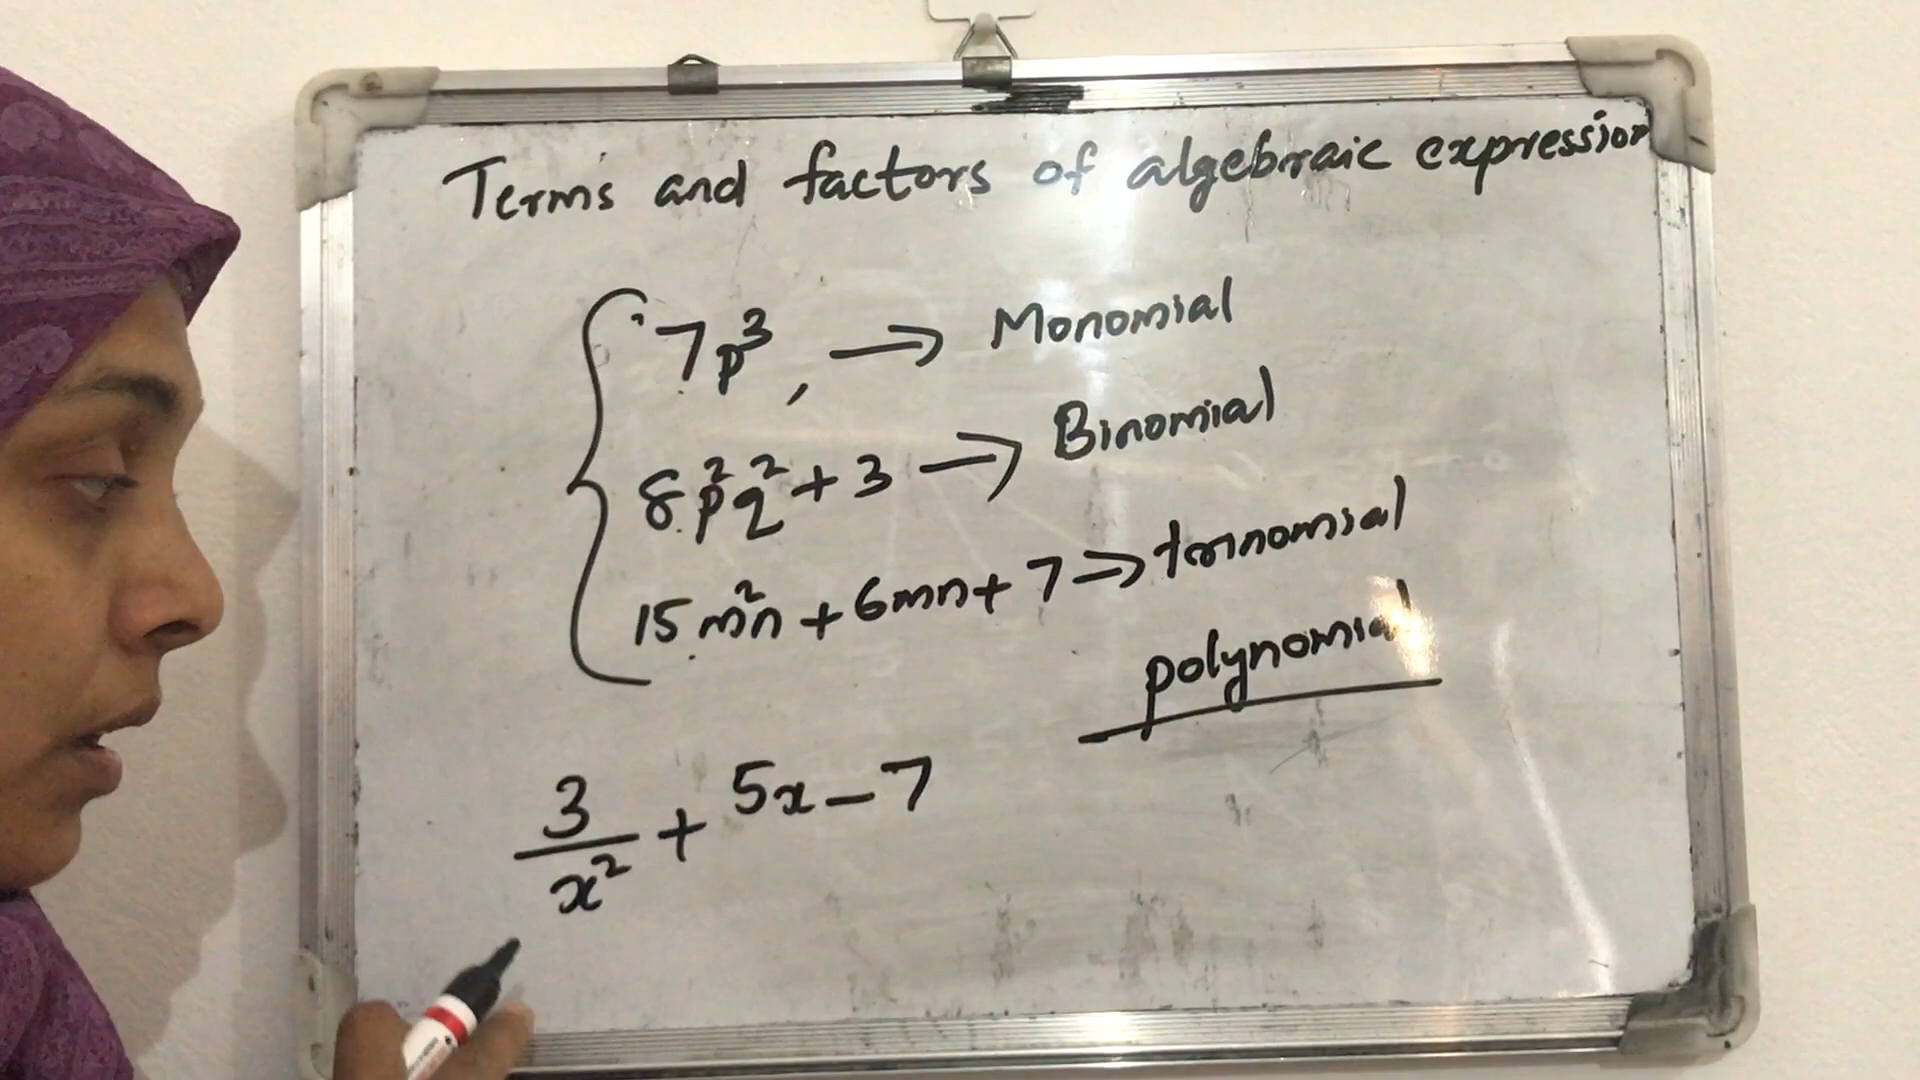 Terms and factors of algebraic expression
7p³, → Monomial
8p²q² + 3 → Binomial
15m²n + 6mn + 7 → trinomial
polynomial
3/x² + 5x - 7